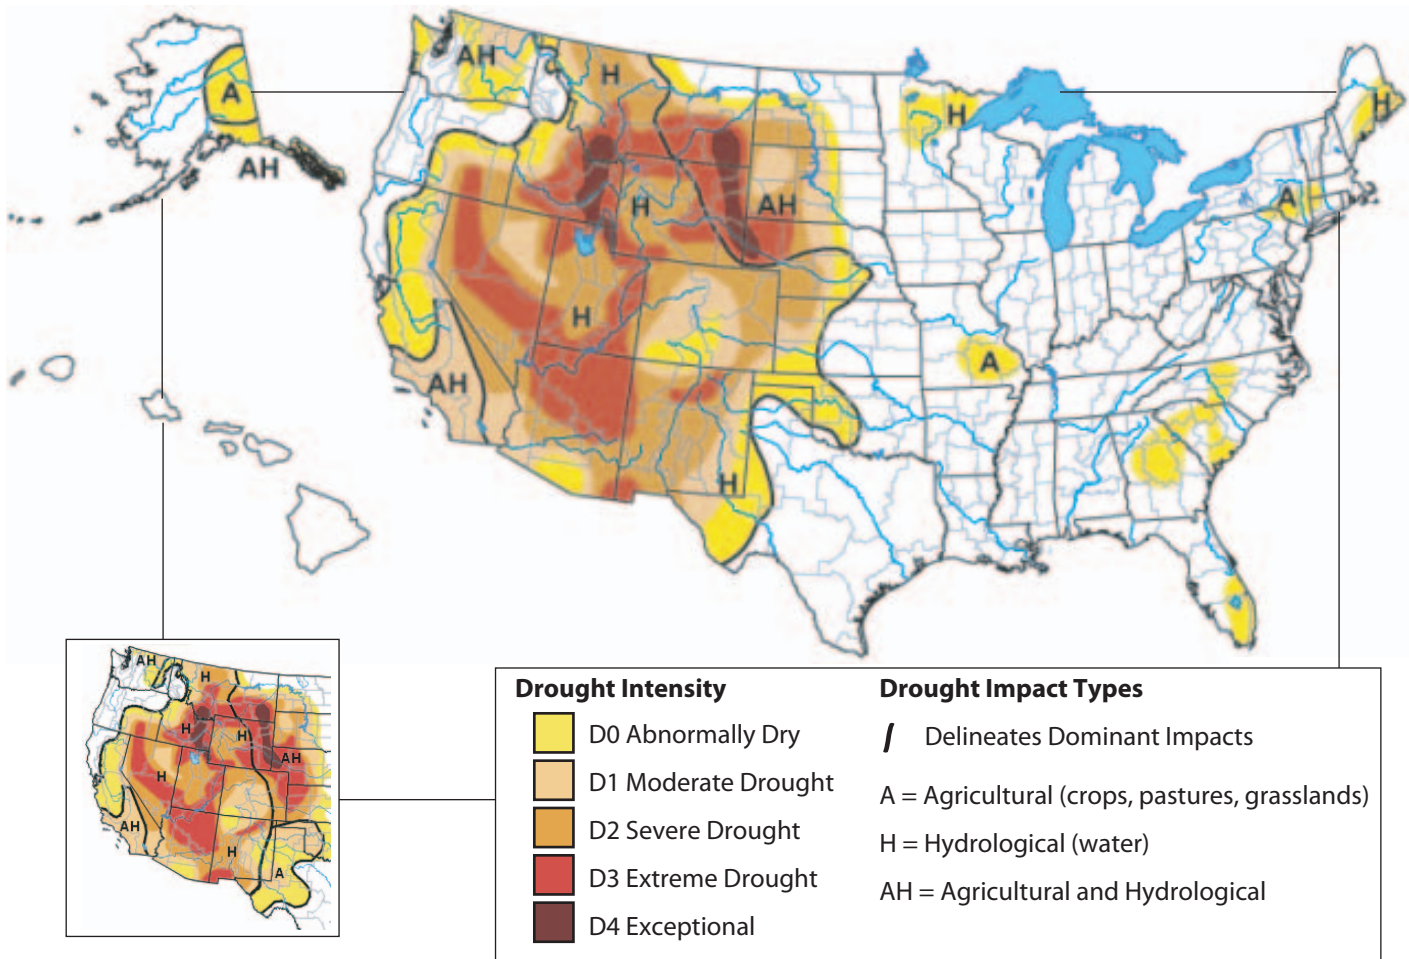 A
AH
AH
H
H
H
AH
A
H
H
AH
A
H
AH
H
H
H
AH
H
AH
H
A
Drought Intensity
D0 Abnormally Dry
D1 Moderate Drought
D2 Severe Drought
D3 Extreme Drought
D4 Exceptional
Drought Impact Types
Delineates Dominant Impacts
A = Agricultural (crops, pastures, grasslands)
H = Hydrological (water)
AH = Agricultural and Hydrological